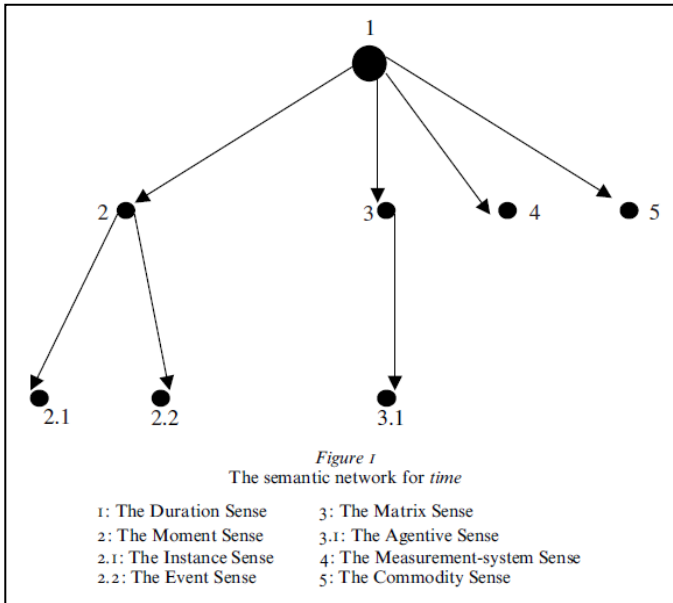 1
2
3
4
5
2.1
2.2
3.1
Figure 1
The semantic network for time
1: The Duration Sense
2: The Moment Sense
2.1: The Instance Sense
2.2: The Event Sense
3: The Matrix Sense
3.1: The Agentive Sense
4: The Measurement-system Sense
5: The Commodity Sense